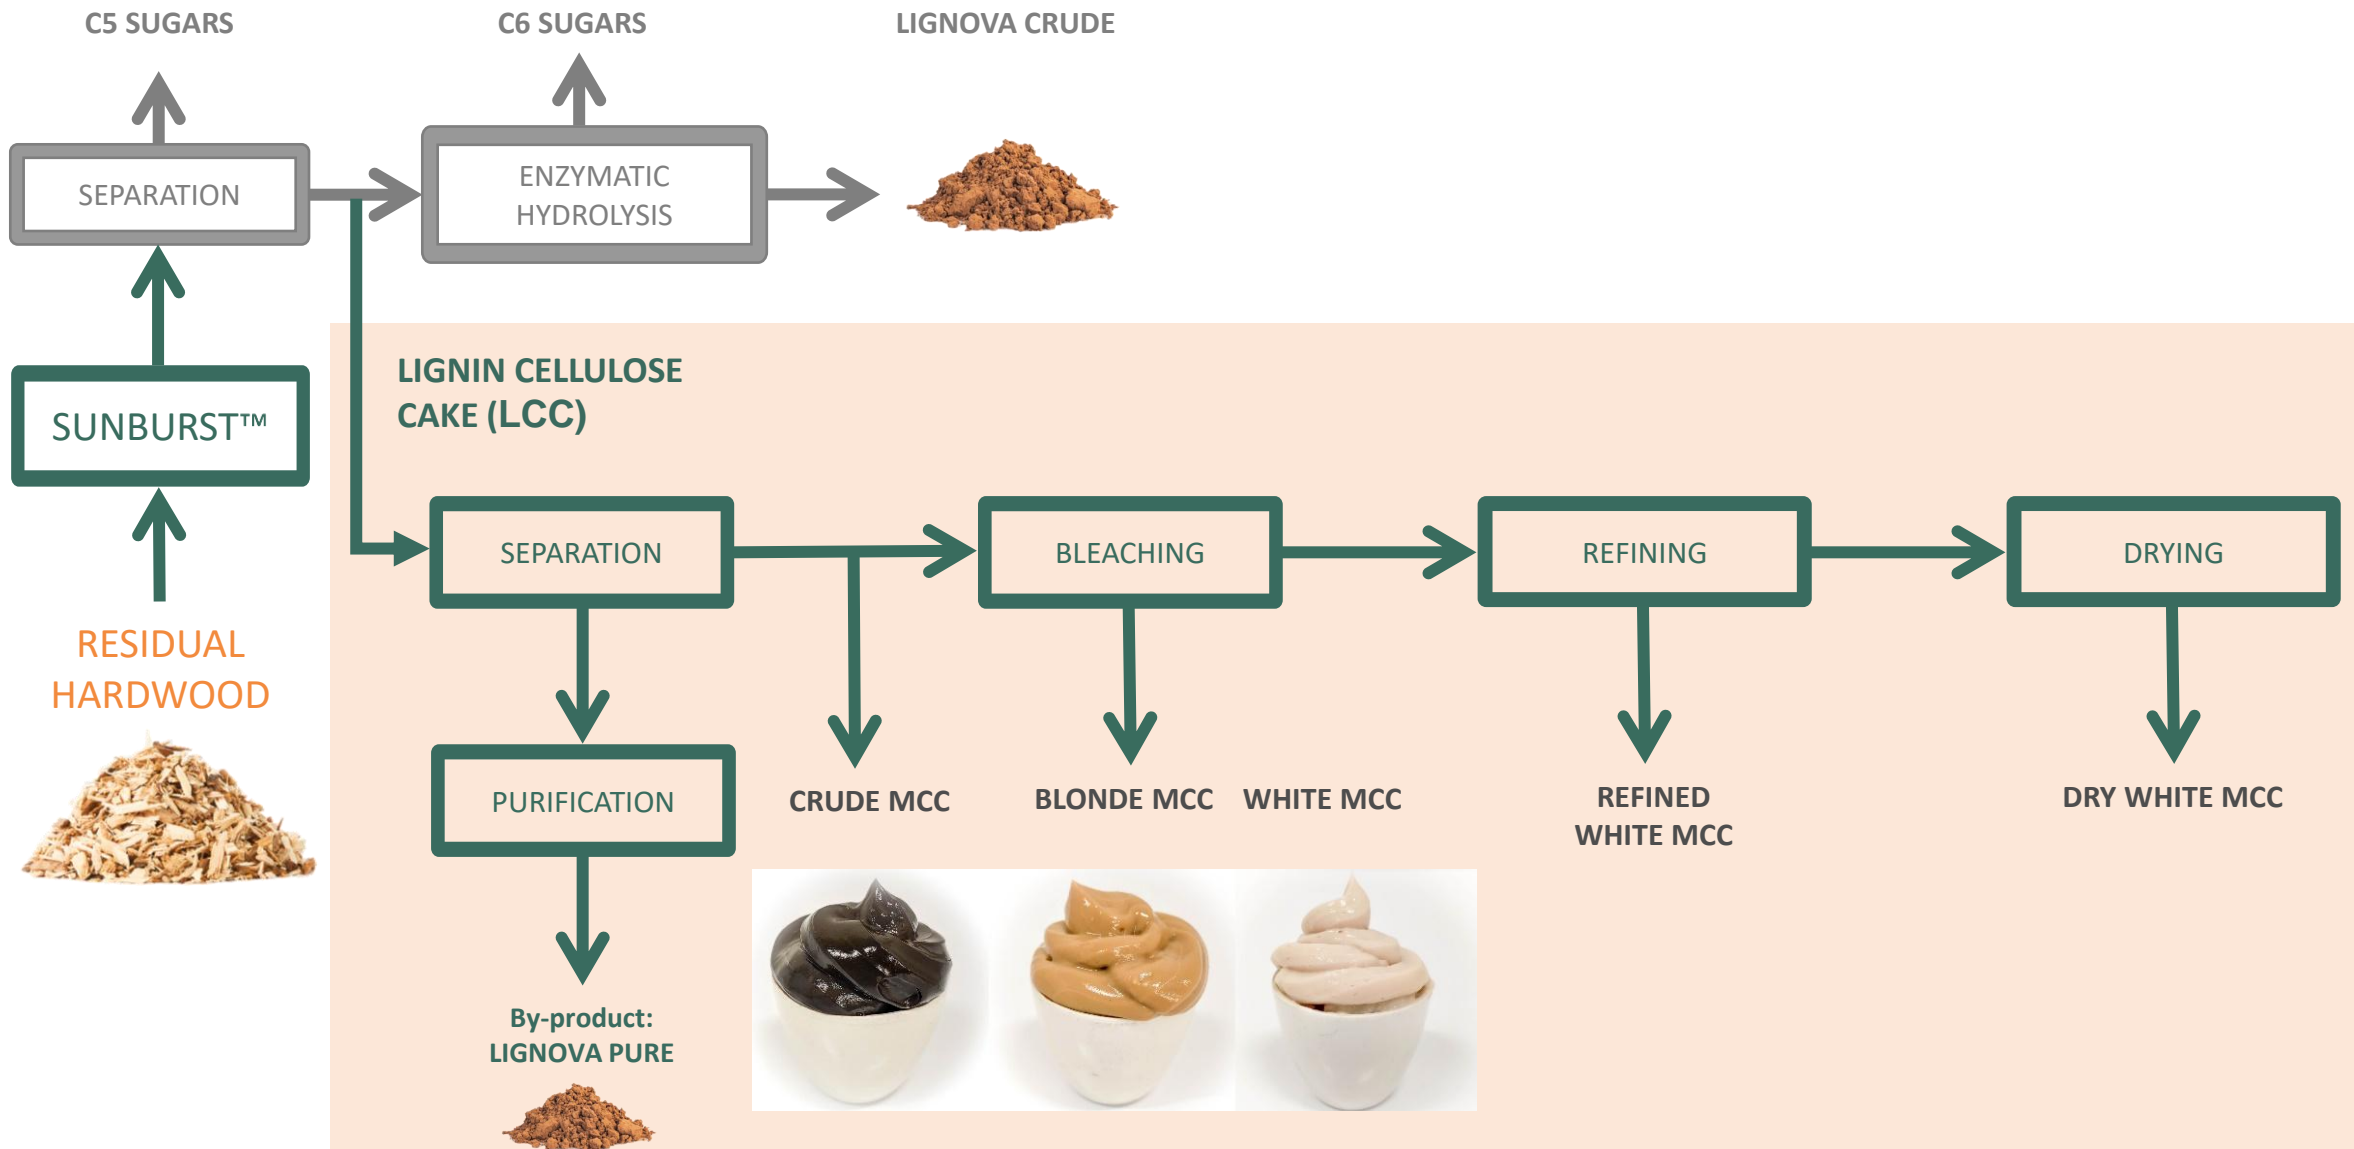 C5 SUGARS
C6 SUGARS
LIGNOVA CRUDE
SEPARATION
ENZYMATIC
HYDROLYSIS
SUNBURST™
LIGNIN CELLULOSE
CAKE (LCC)
SEPARATION
BLEACHING
REFINING
DRYING
RESIDUAL
HARDWOOD
PURIFICATION
CRUDE MCC
BLONDE MCC
WHITE MCC
REFINED
WHITE MCC
DRY WHITE MCC
By-product:
LIGNOVA PURE